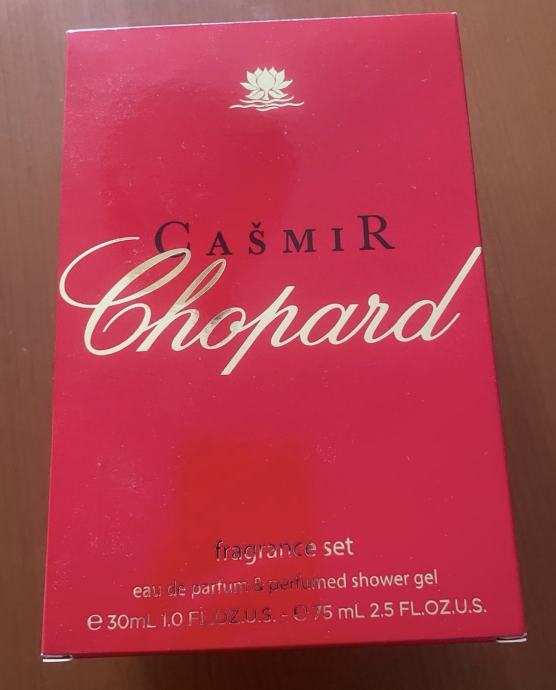 CAŠMIR
Chopard
fragrance set
eau de parfum & perfumed shower gel
℮ 30mL 1.0 FL.OZ.U.S. - ℮ 75 mL 2.5 FL.OZ.U.S.